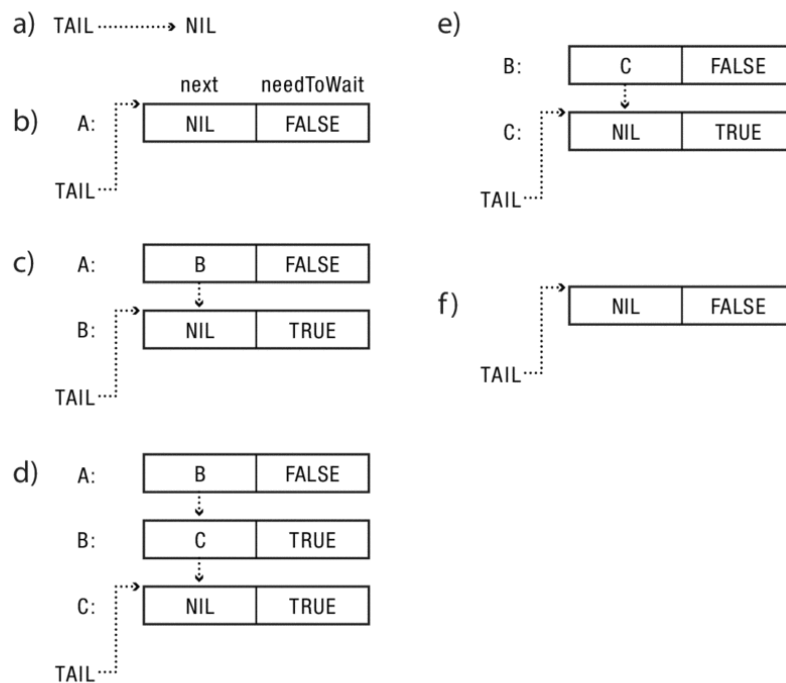 a) TAIL NIL
next needToWait
b) A: NIL FALSE
TAIL
c) A: B FALSE
B: NIL TRUE
TAIL
d) A: B FALSE
B: C TRUE
C: NIL TRUE
TAIL
e)
B: C FALSE
C: NIL TRUE
TAIL
f) NIL FALSE
TAIL